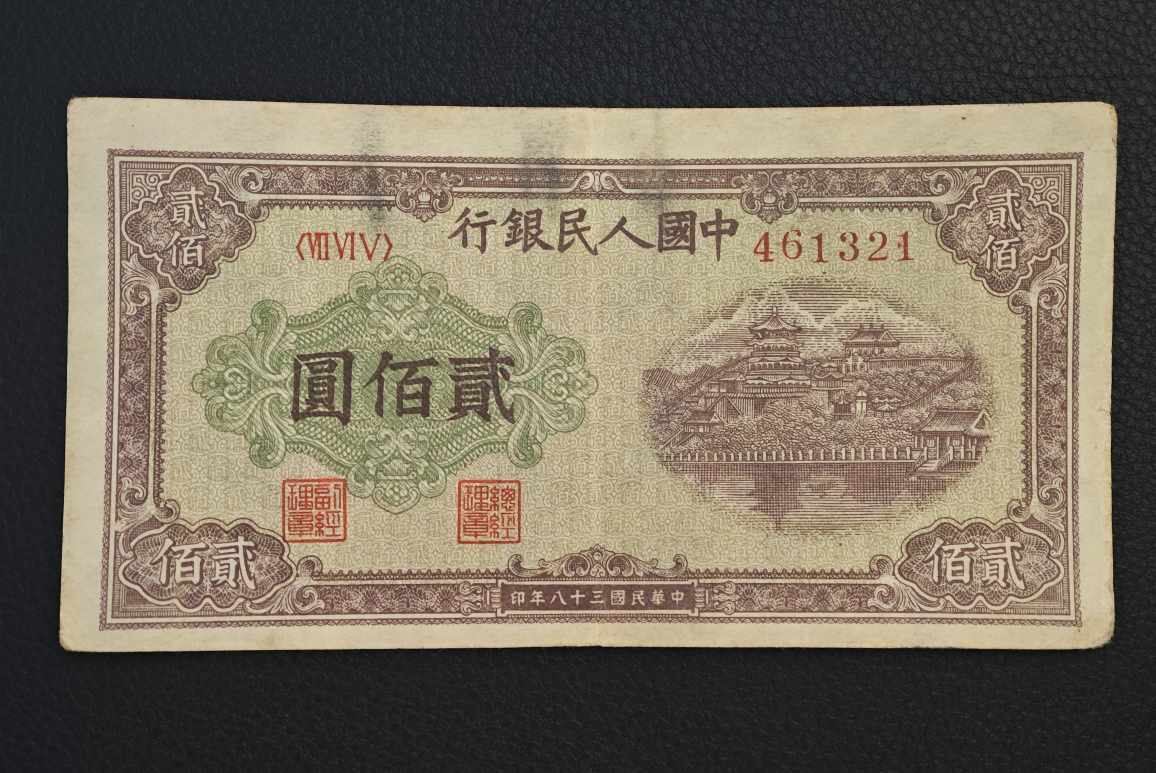 貳佰
貳佰
中國人民銀行
〈VIIVIV〉
461321
貳佰圓
總經理章
副經理章
貳佰
貳佰
中華民國三十八年印